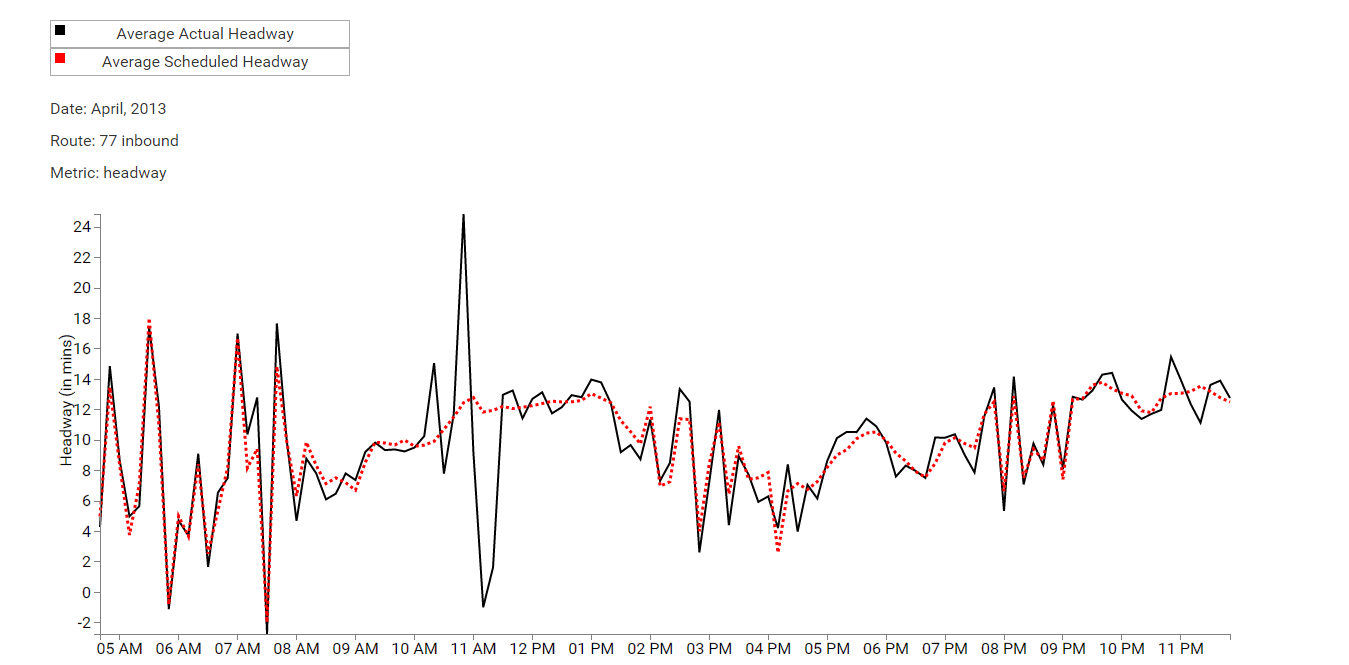 Average Actual Headway
Average Scheduled Headway
Date: April, 2013
Route: 77 inbound
Metric: headway
Headway (in mins)
24
22
20
18
16
14
12
10
8
6
4
2
0
-2
05 AM 06 AM 07 AM 08 AM 09 AM 10 AM 11 AM 12 PM 01 PM 02 PM 03 PM 04 PM 05 PM 06 PM 07 PM 08 PM 09 PM 10 PM 11 PM